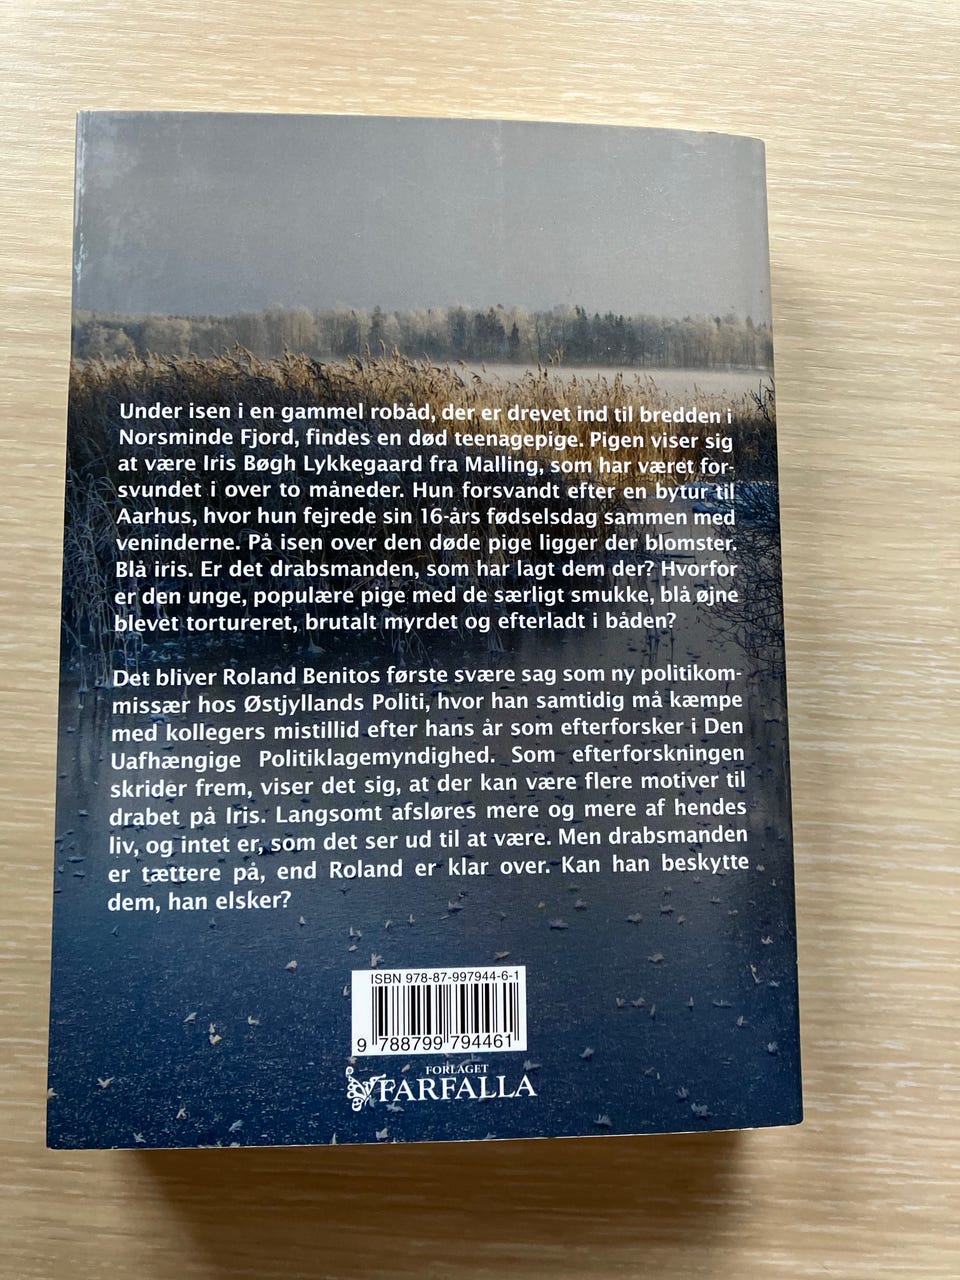 Under isen i en gammel robåd, der er drevet ind til bredden i
Norsminde Fjord, findes en død teenagepige. Pigen viser sig
at være Iris Bøgh Lykkegaard fra Malling, som har været for-
svundet i over to måneder. Hun forsvandt efter en bytur til
Aarhus, hvor hun fejrede sin 16-års fødselsdag sammen med
veninderne. På isen over den døde pige ligger der blomster.
Blå iris. Er det drabsmanden, som har lagt dem der? Hvorfor
er den unge, populære pige med de særligt smukke, blå øjne
blevet tortureret, brutalt myrdet og efterladt i båden?
Det bliver Roland Benitos første svære sag som ny politikom-
missær hos Østjyllands Politi, hvor han samtidig må kæmpe
med kollegers mistillid efter hans år som efterforsker i Den
Uafhængige Politiklagemyndighed. Som efterforskningen
skrider frem, viser det sig, at der kan være flere motiver til
drabet på Iris. Langsomt afsløres mere og mere af hendes
liv, og intet er, som det ser ud til at være. Men drabsmanden
er tættere på, end Roland er klar over. Kan han beskytte
dem, han elsker?
ISBN 978-87-997944-6-1
9 788799 794461
FORLAGET
FARFALLA